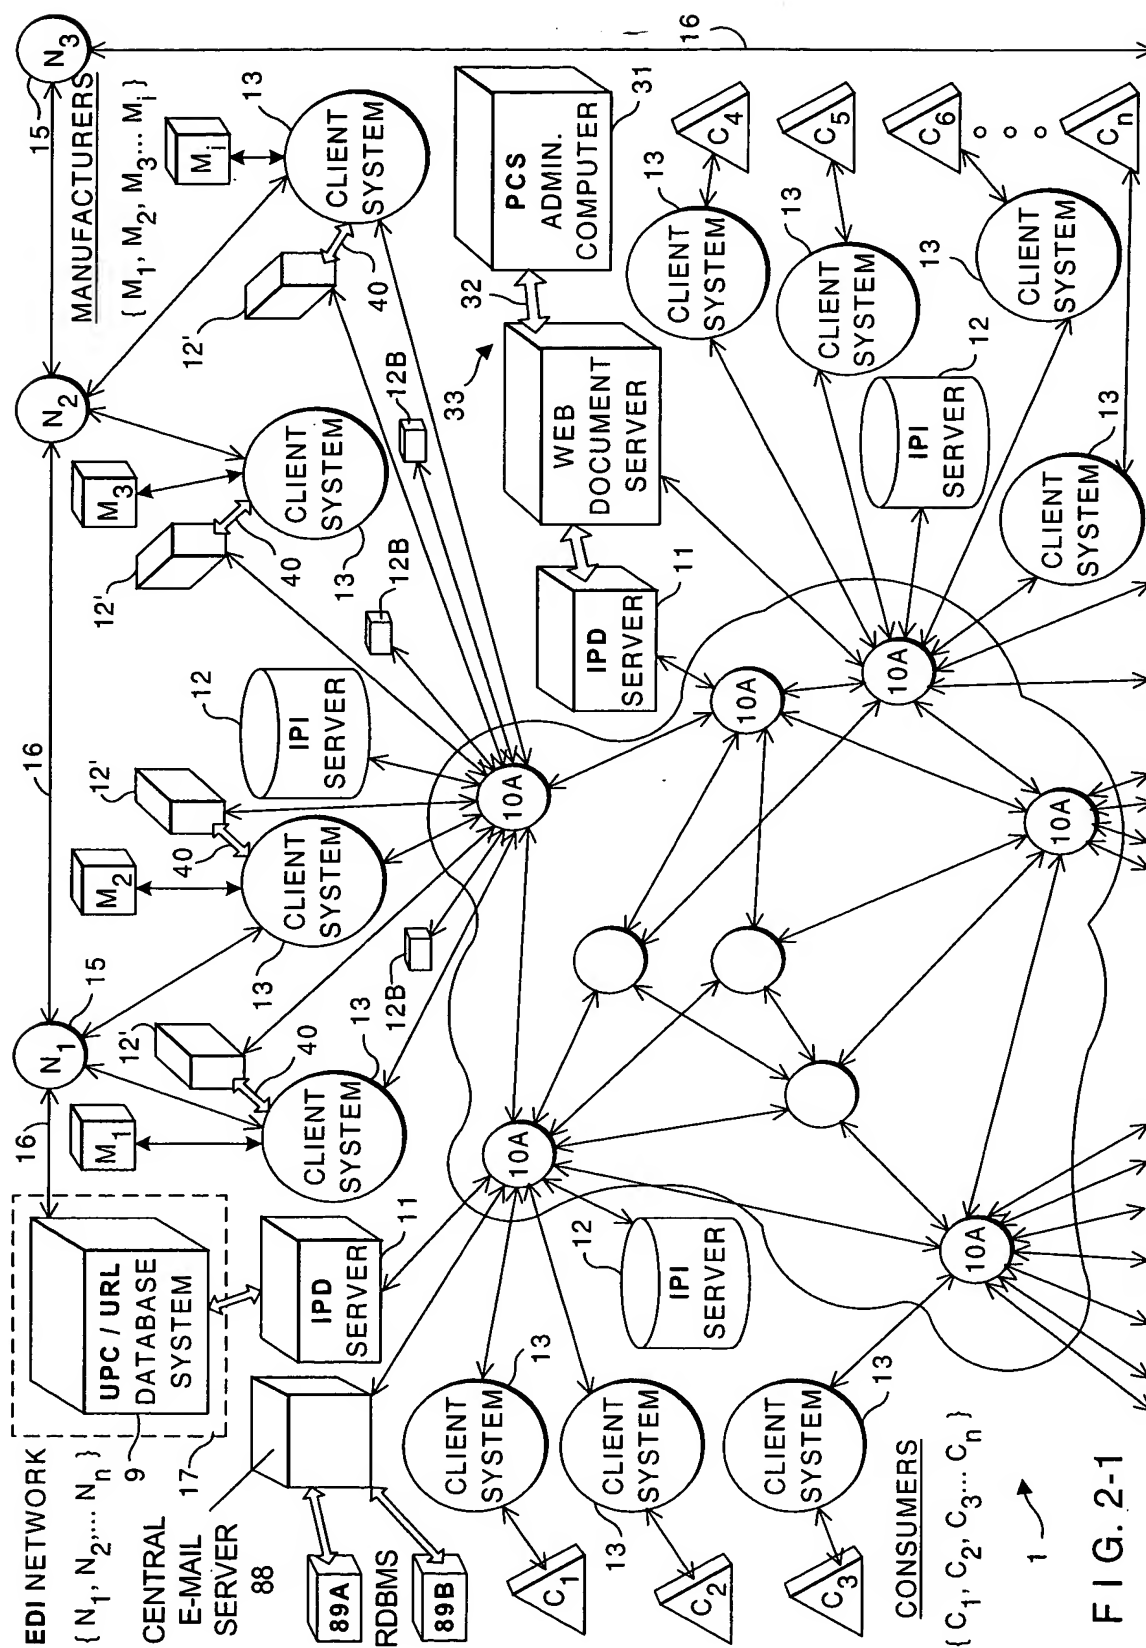 EDI NETWORK
{ N1, N2,... Nn }
9
17
UPC / URL
DATABASE
SYSTEM
16
N1
15
16
N2
16
15
N3
MANUFACTURERS
{ M1, M2, M3... Mi }
M1
M2
M3
Mi
12'
40
CLIENT
SYSTEM
13
13
CLIENT
SYSTEM
40
12'
12'
40
CLIENT
SYSTEM
13
12'
40
CLIENT
SYSTEM
13
CENTRAL
E-MAIL
SERVER
88
89A
RDBMS
89B
IPD
SERVER
11
12B
12
IPI
SERVER
12B
12B
33
32
PCS
ADMIN.
COMPUTER
31
16
WEB
DOCUMENT
SERVER
IPD
SERVER
11
10A
10A
10A
10A
10A
10A
12
IPI
SERVER
CLIENT
SYSTEM
13
C1
CLIENT
SYSTEM
13
C2
CLIENT
SYSTEM
13
C3
13
CLIENT
SYSTEM
C4
13
CLIENT
SYSTEM
C5
13
CLIENT
SYSTEM
C6
12
IPI
SERVER
13
CLIENT
SYSTEM
Cn
CONSUMERS
{ C1, C2, C3... Cn }
1
FIG. 2-1